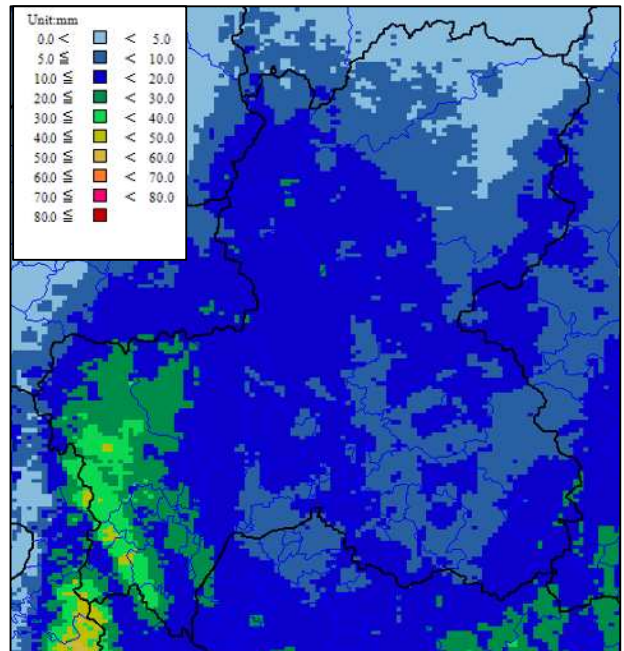 Unit:mm
0.0 < < 5.0
5.0 ≦ < 10.0
10.0 ≦ < 20.0
20.0 ≦ < 30.0
30.0 ≦ < 40.0
40.0 ≦ < 50.0
50.0 ≦ < 60.0
60.0 ≦ < 70.0
70.0 ≦ < 80.0
80.0 ≦